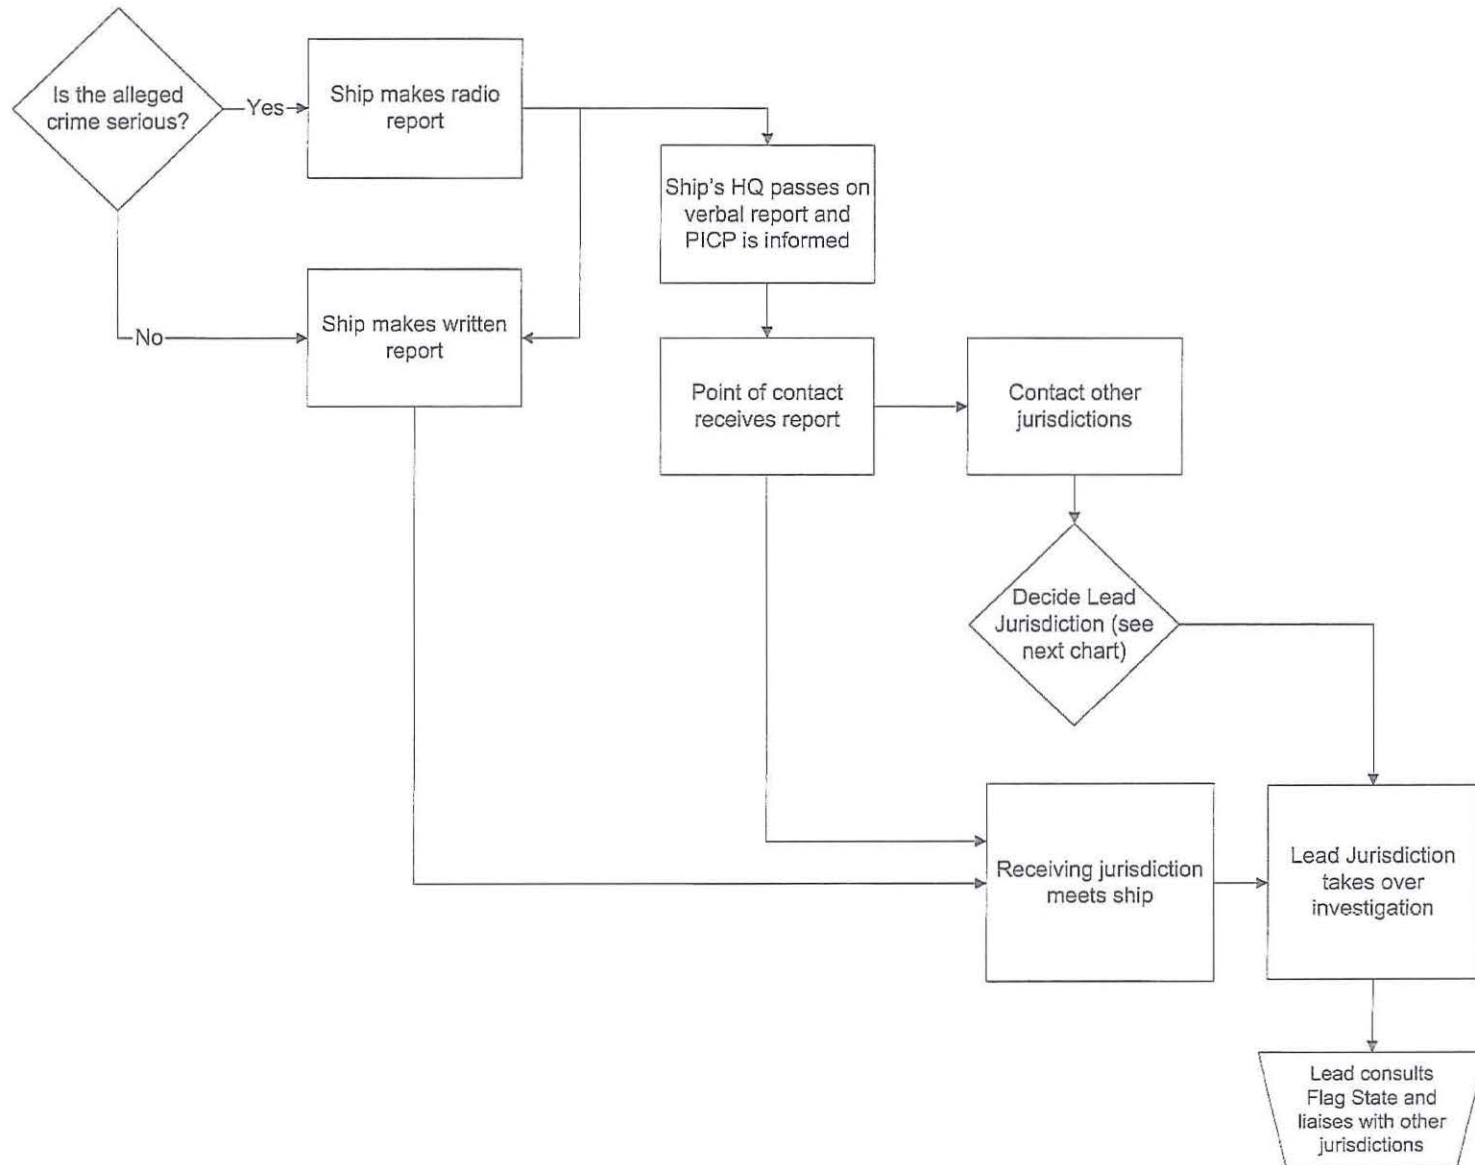 Is the alleged
crime serious?
Yes
Ship makes radio
report
Ship's HQ passes on
verbal report and
PICP is informed
No
Ship makes written
report
Point of contact
receives report
Contact other
jurisdictions
Decide Lead
Jurisdiction (see
next chart)
Receiving jurisdiction
meets ship
Lead Jurisdiction
takes over
investigation
Lead consults
Flag State and
liaises with other
jurisdictions